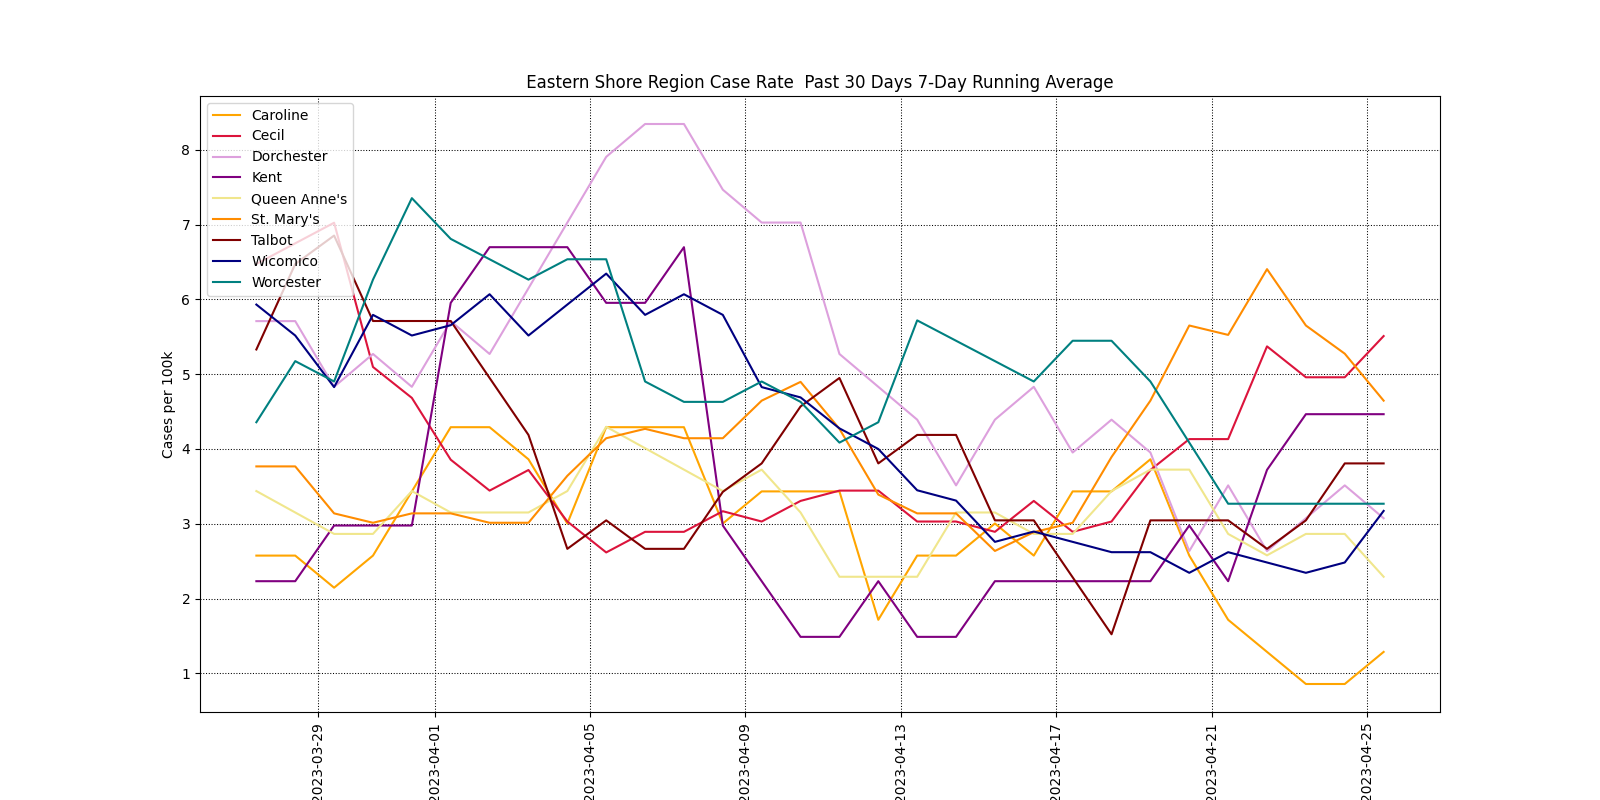 Eastern Shore Region Case Rate  Past 30 Days 7-Day Running Average
Caroline
Cecil
Dorchester
Kent
Queen Anne's
St. Mary's
Talbot
Wicomico
Worcester
Cases per 100k
8
7
6
5
4
3
2
1
2023-03-29
2023-04-01
2023-04-05
2023-04-09
2023-04-13
2023-04-17
2023-04-21
2023-04-25